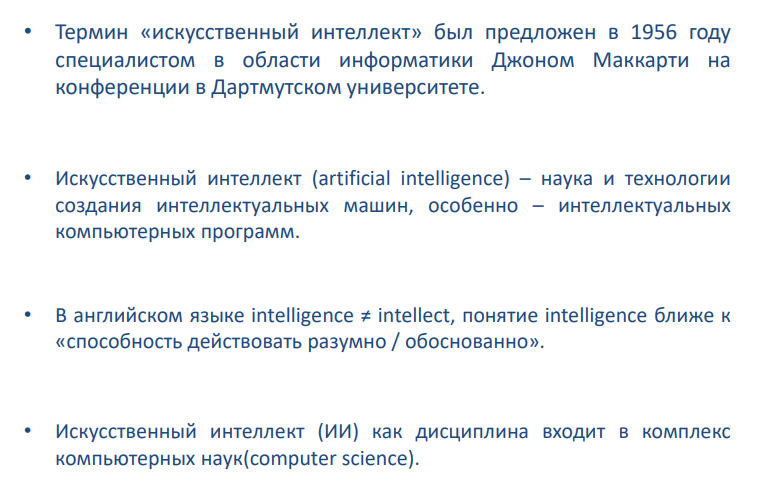 • Термин «искусственный интеллект» был предложен в 1956 году
специалистом в области информатики Джоном Маккарти на
конференции в Дартмутском университете.
• Искусственный интеллект (artificial intelligence) – наука и технологии
создания интеллектуальных машин, особенно – интеллектуальных
компьютерных программ.
• В английском языке intelligence ≠ intellect, понятие intelligence ближе к
«способность действовать разумно / обоснованно».
• Искусственный интеллект (ИИ) как дисциплина входит в комплекс
компьютерных наук(computer science).